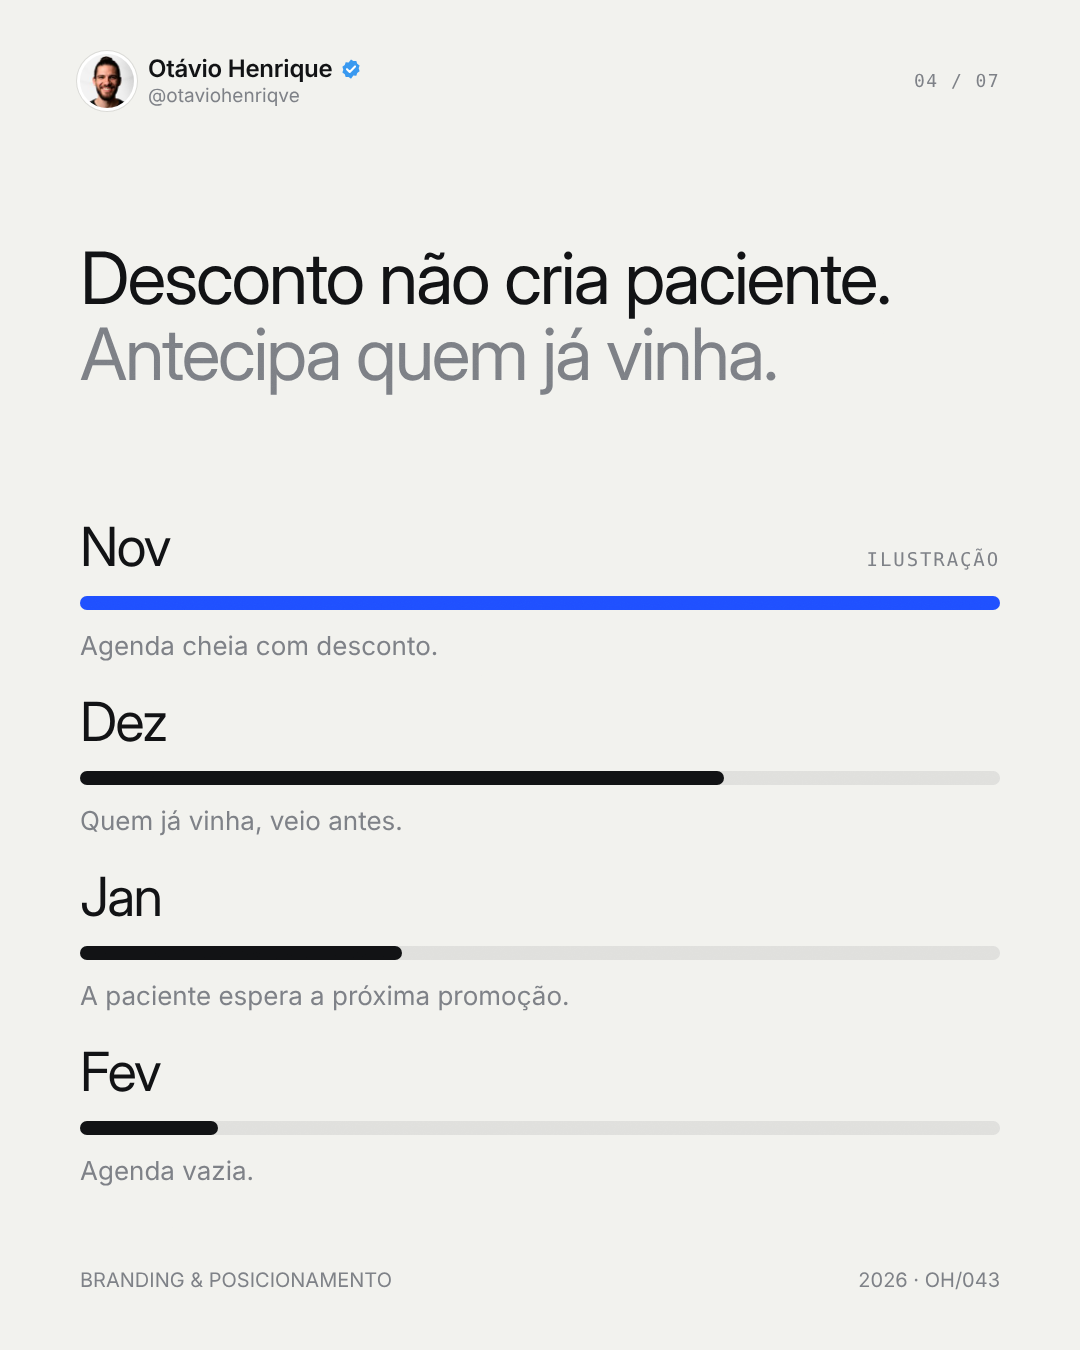 Otávio Henrique
@otaviohenriqve
04 / 07
Desconto não cria paciente.
Antecipa quem já vinha.
Nov
ILUSTRAÇÃO
Agenda cheia com desconto.
Dez
Quem já vinha, veio antes.
Jan
A paciente espera a próxima promoção.
Fev
Agenda vazia.
BRANDING & POSICIONAMENTO
2026 · OH/043